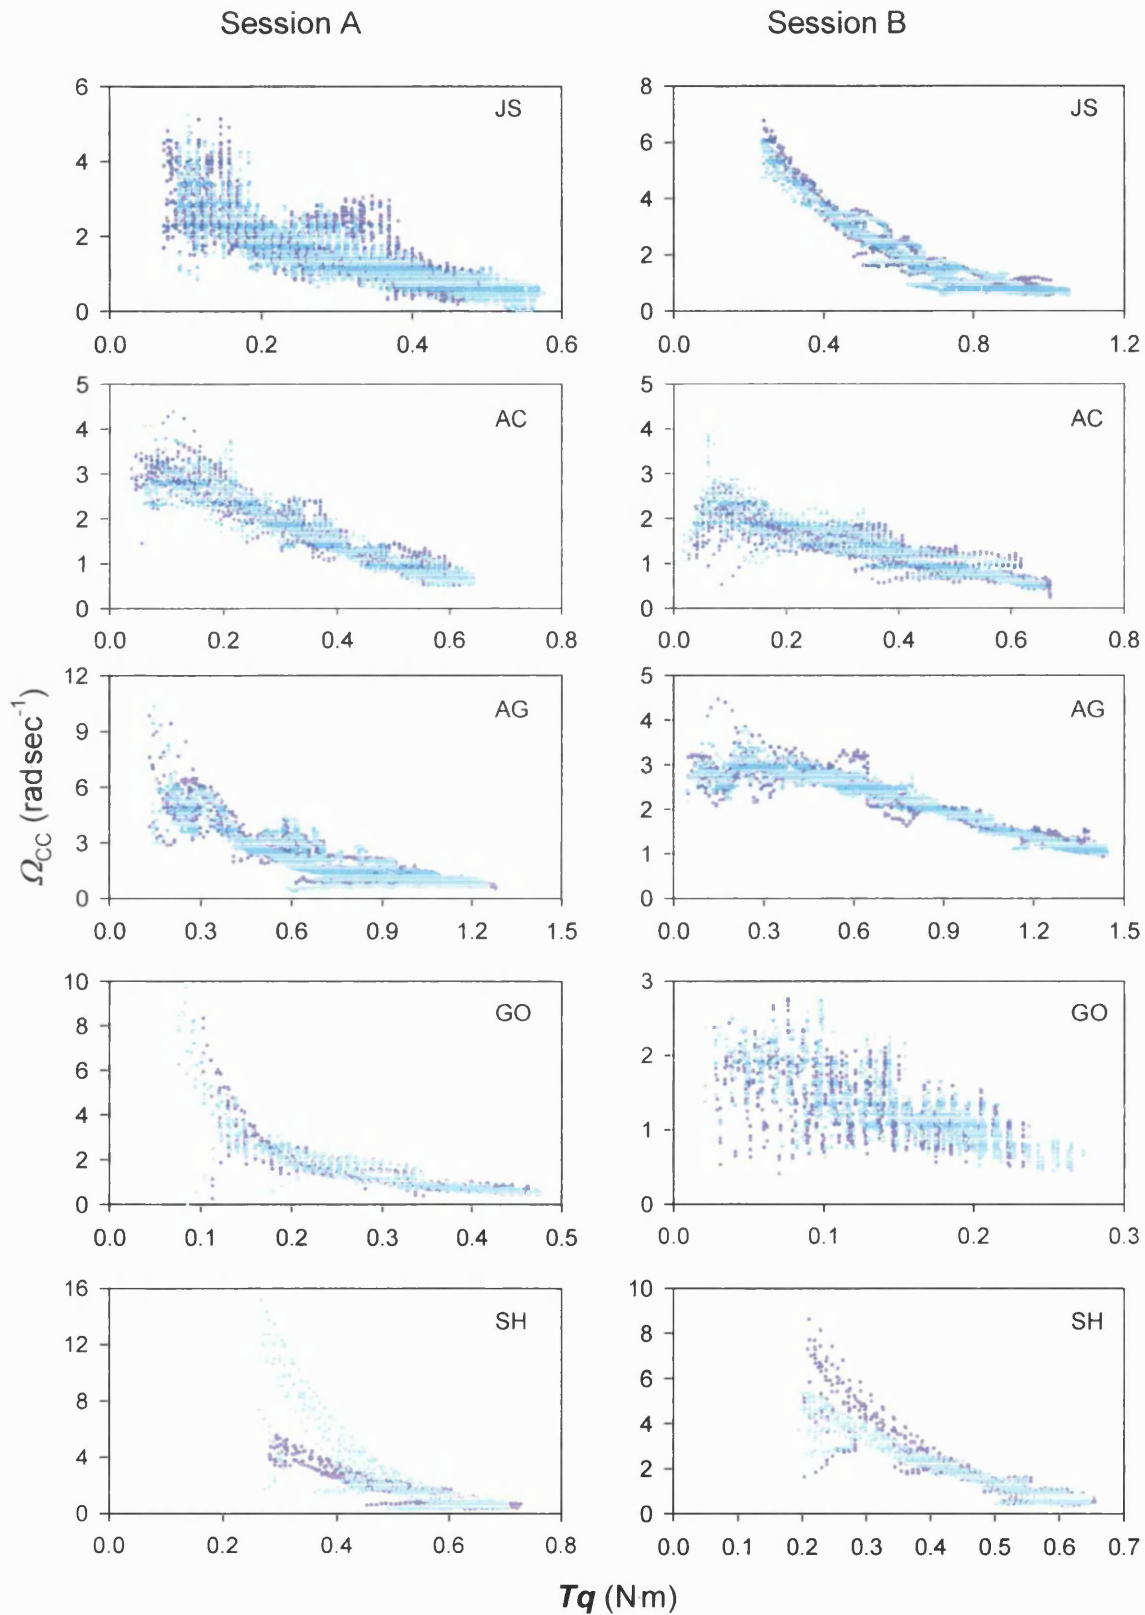 Session A Session B
6 4 2 0 JS 0.0 0.2 0.4 0.6
8 6 4 2 0 JS 0.0 0.4 0.8 1.2
5 4 3 2 1 0 AC 0.0 0.2 0.4 0.6 0.8
5 4 3 2 1 0 AC 0.0 0.2 0.4 0.6 0.8
Ω_CC (rad sec⁻¹)
12 9 6 3 0 AG 0.0 0.3 0.6 0.9 1.2 1.5
5 4 3 2 1 0 AG 0.0 0.3 0.6 0.9 1.2 1.5
10 8 6 4 2 0 GO 0.0 0.1 0.2 0.3 0.4 0.5
3 2 1 0 GO 0.0 0.1 0.2 0.3
16 12 8 4 0 SH 0.0 0.2 0.4 0.6 0.8
10 8 6 4 2 0 SH 0.0 0.1 0.2 0.3 0.4 0.5 0.6 0.7
Tq (N·m)